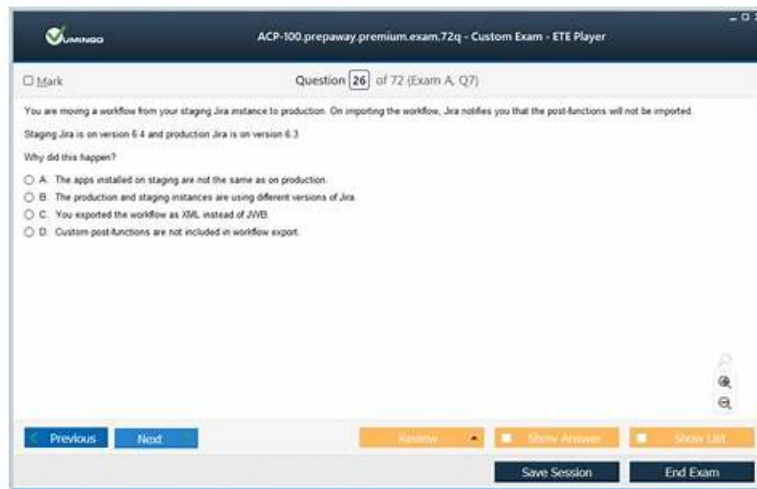 VUMINGO
ACP-100.prepaway.premium.exam.72q - Custom Exam - ETE Player
Mark
Question 26 of 72 (Exam A, Q7)
You are moving a workflow from your staging Jira instance to production. On importing the workflow, Jira notifies you that the post-functions will not be imported.
Staging Jira is on version 6.4 and production Jira is on version 6.3
Why did this happen?
A. The apps installed on staging are not the same as on production.
B. The production and staging instances are using different versions of Jira.
C. You exported the workflow as XML instead of JWB.
D. Custom post-functions are not included in workflow export.
Previous
Next
Review
Show Answer
Show List
Save Session
End Exam